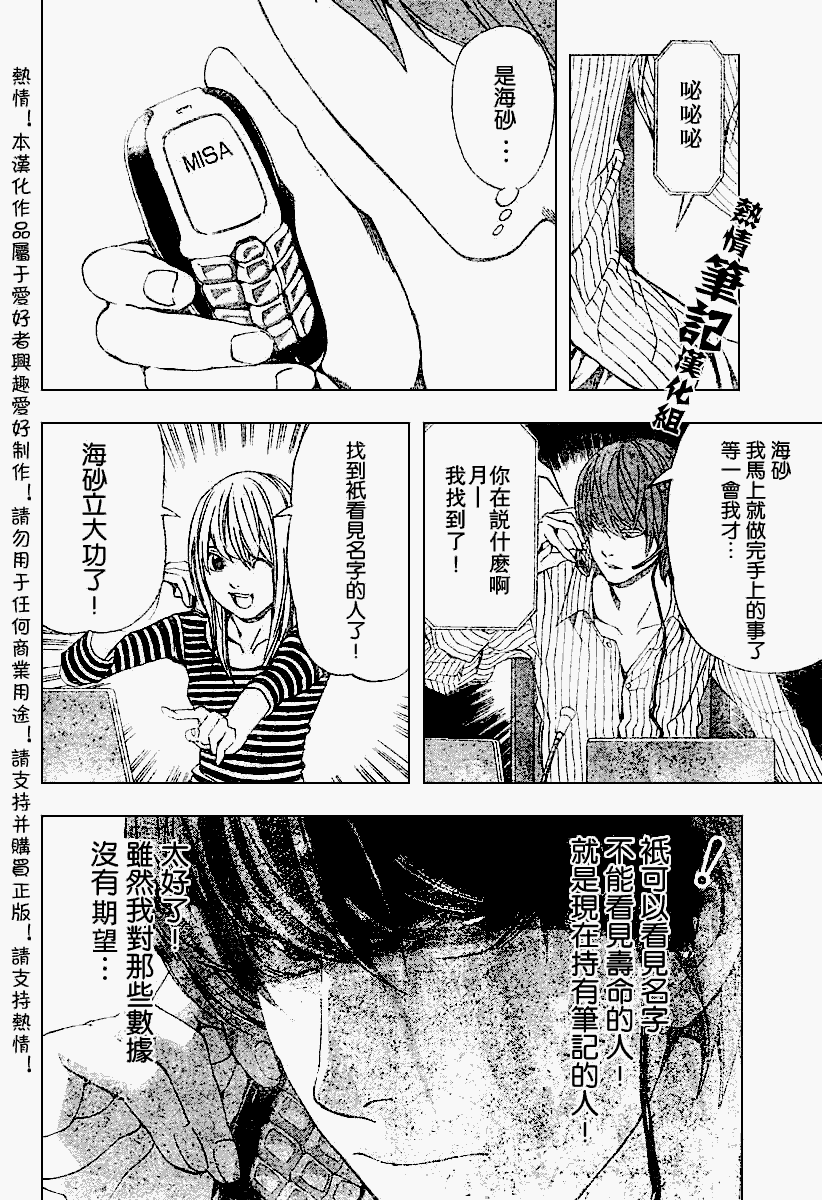 嗶嗶嗶
是海砂…
MISA
熱情筆記漢化組
海砂
我馬上就做完手上的事了
等一會我才…
你在説什麽啊
月—
我找到了！
找到衹看見名字的人了！
海砂立大功了！
！
衹可以看見名字
不能看見壽命的人！
就是現在持有筆記的人！
太好了！
雖然我對那些數據
沒有期望…
熱情！本漢化作品屬于愛好者興趣愛好制作！請勿用于任何商業用途！請支持并購買正版！請支持熱情！